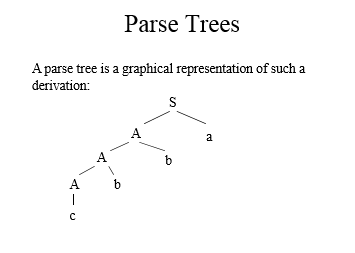 Parse Trees
A parse tree is a graphical representation of such a
derivation:
S
A
a
A
b
A
b
c